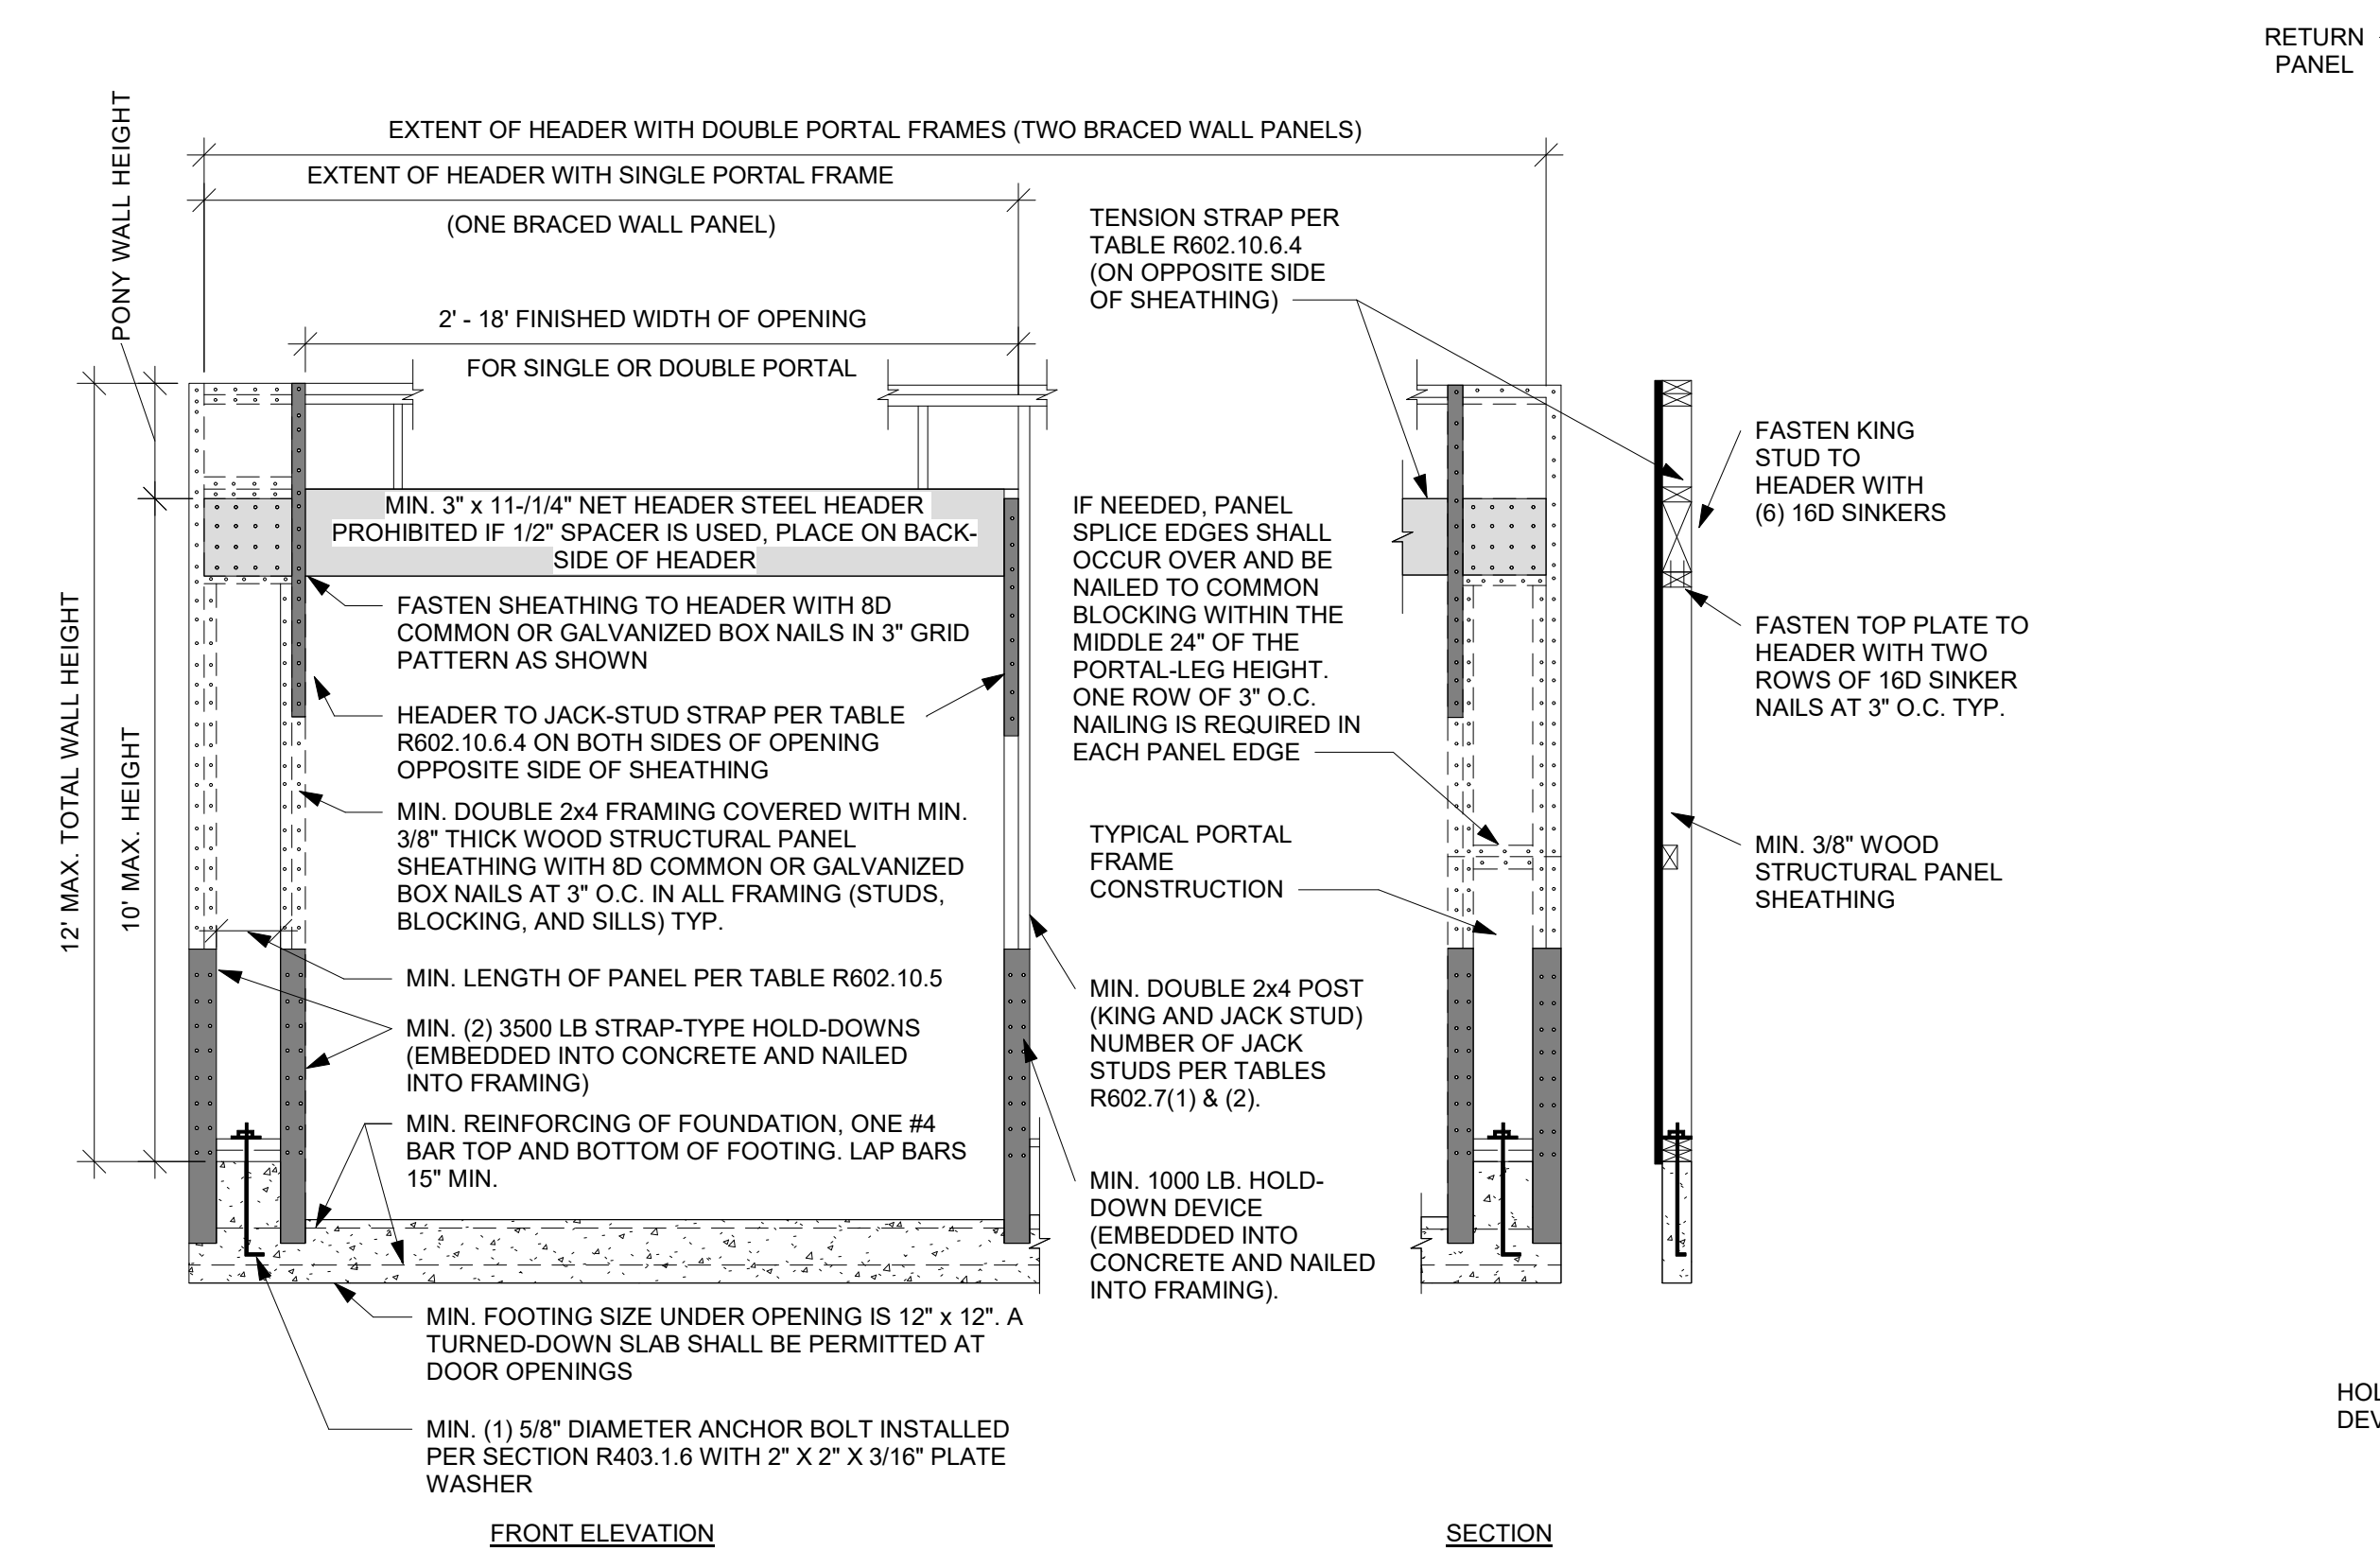 RETURN
PANEL
PONY WALL HEIGHT
EXTENT OF HEADER WITH DOUBLE PORTAL FRAMES (TWO BRACED WALL PANELS)
EXTENT OF HEADER WITH SINGLE PORTAL FRAME
(ONE BRACED WALL PANEL)
2' - 18' FINISHED WIDTH OF OPENING
FOR SINGLE OR DOUBLE PORTAL
TENSION STRAP PER
TABLE R602.10.6.4
(ON OPPOSITE SIDE
OF SHEATHING)
12' MAX. TOTAL WALL HEIGHT
10' MAX. HEIGHT
MIN. 3" x 11-/1/4" NET HEADER STEEL HEADER
PROHIBITED IF 1/2" SPACER IS USED, PLACE ON BACK-
SIDE OF HEADER
FASTEN SHEATHING TO HEADER WITH 8D
COMMON OR GALVANIZED BOX NAILS IN 3" GRID
PATTERN AS SHOWN
HEADER TO JACK-STUD STRAP PER TABLE
R602.10.6.4 ON BOTH SIDES OF OPENING
OPPOSITE SIDE OF SHEATHING
MIN. DOUBLE 2x4 FRAMING COVERED WITH MIN.
3/8" THICK WOOD STRUCTURAL PANEL
SHEATHING WITH 8D COMMON OR GALVANIZED
BOX NAILS AT 3" O.C. IN ALL FRAMING (STUDS,
BLOCKING, AND SILLS) TYP.
MIN. LENGTH OF PANEL PER TABLE R602.10.5
MIN. (2) 3500 LB STRAP-TYPE HOLD-DOWNS
(EMBEDDED INTO CONCRETE AND NAILED
INTO FRAMING)
MIN. REINFORCING OF FOUNDATION, ONE #4
BAR TOP AND BOTTOM OF FOOTING. LAP BARS
15" MIN.
MIN. FOOTING SIZE UNDER OPENING IS 12" x 12". A
TURNED-DOWN SLAB SHALL BE PERMITTED AT
DOOR OPENINGS
MIN. (1) 5/8" DIAMETER ANCHOR BOLT INSTALLED
PER SECTION R403.1.6 WITH 2" X 2" X 3/16" PLATE
WASHER
FRONT ELEVATION
IF NEEDED, PANEL
SPLICE EDGES SHALL
OCCUR OVER AND BE
NAILED TO COMMON
BLOCKING WITHIN THE
MIDDLE 24" OF THE
PORTAL-LEG HEIGHT.
ONE ROW OF 3" O.C.
NAILING IS REQUIRED IN
EACH PANEL EDGE
TYPICAL PORTAL
FRAME
CONSTRUCTION
MIN. DOUBLE 2x4 POST
(KING AND JACK STUD)
NUMBER OF JACK
STUDS PER TABLES
R602.7(1) & (2).
MIN. 1000 LB. HOLD-
DOWN DEVICE
(EMBEDDED INTO
CONCRETE AND NAILED
INTO FRAMING).
FASTEN KING
STUD TO
HEADER WITH
(6) 16D SINKERS
FASTEN TOP PLATE TO
HEADER WITH TWO
ROWS OF 16D SINKER
NAILS AT 3" O.C. TYP.
MIN. 3/8" WOOD
STRUCTURAL PANEL
SHEATHING
SECTION